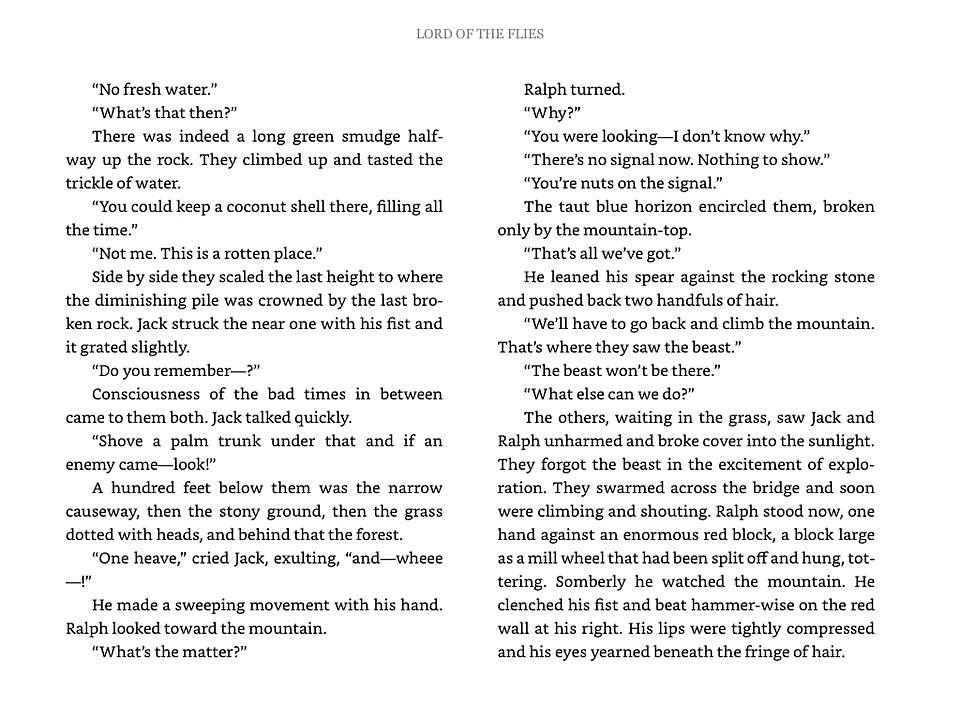 LORD OF THE FLIES
“No fresh water.”
“What’s that then?”
There was indeed a long green smudge half-
way up the rock. They climbed up and tasted the
trickle of water.
“You could keep a coconut shell there, filling all
the time.”
“Not me. This is a rotten place.”
Side by side they scaled the last height to where
the diminishing pile was crowned by the last bro-
ken rock. Jack struck the near one with his fist and
it grated slightly.
“Do you remember—?”
Consciousness of the bad times in between
came to them both. Jack talked quickly.
“Shove a palm trunk under that and if an
enemy came—look!”
A hundred feet below them was the narrow
causeway, then the stony ground, then the grass
dotted with heads, and behind that the forest.
“One heave,” cried Jack, exulting, “and—wheee
—!”
He made a sweeping movement with his hand.
Ralph looked toward the mountain.
“What’s the matter?”
Ralph turned.
“Why?”
“You were looking—I don’t know why.”
“There’s no signal now. Nothing to show.”
“You’re nuts on the signal.”
The taut blue horizon encircled them, broken
only by the mountain-top.
“That’s all we’ve got.”
He leaned his spear against the rocking stone
and pushed back two handfuls of hair.
“We’ll have to go back and climb the mountain.
That’s where they saw the beast.”
“The beast won’t be there.”
“What else can we do?”
The others, waiting in the grass, saw Jack and
Ralph unharmed and broke cover into the sunlight.
They forgot the beast in the excitement of explo-
ration. They swarmed across the bridge and soon
were climbing and shouting. Ralph stood now, one
hand against an enormous red block, a block large
as a mill wheel that had been split off and hung, tot-
tering. Somberly he watched the mountain. He
clenched his fist and beat hammer-wise on the red
wall at his right. His lips were tightly compressed
and his eyes yearned beneath the fringe of hair.